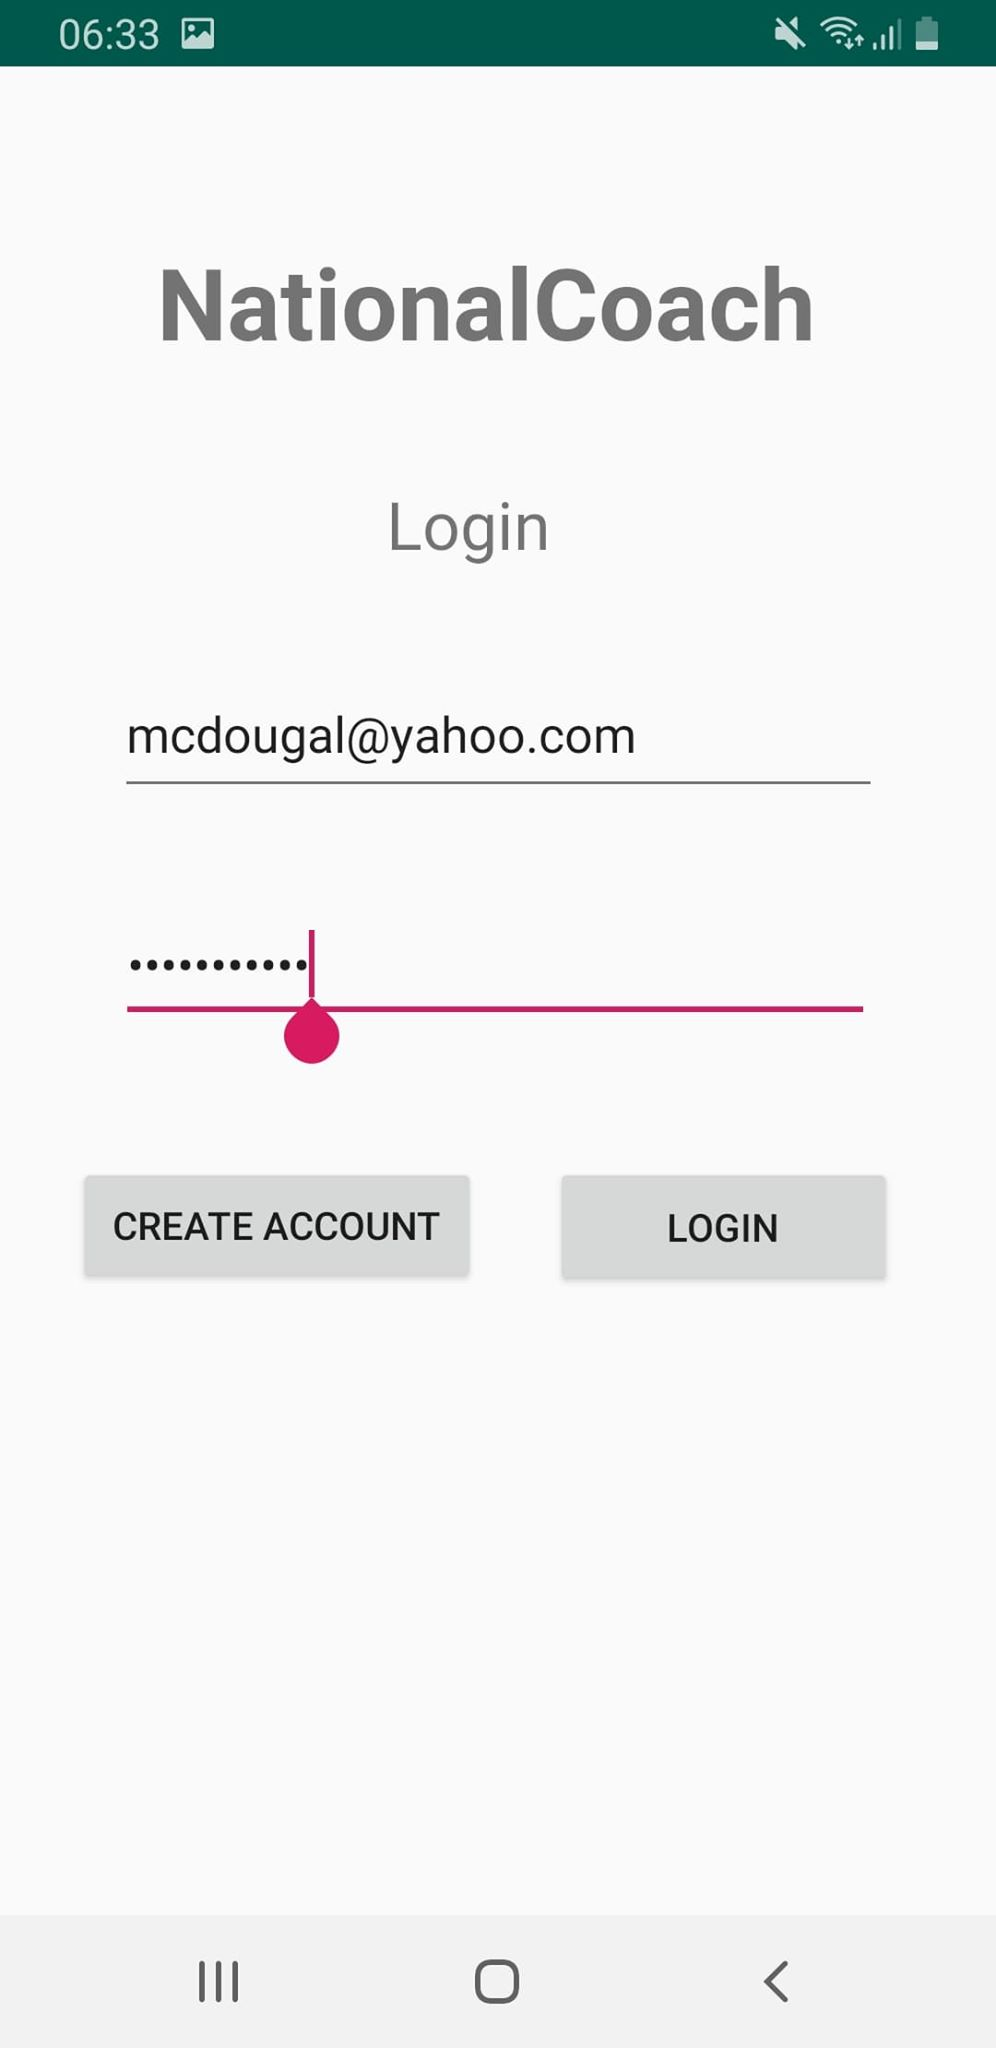 06:33
NationalCoach
Login
mcdougal@yahoo.com
•••••••••••
CREATE ACCOUNT
LOGIN